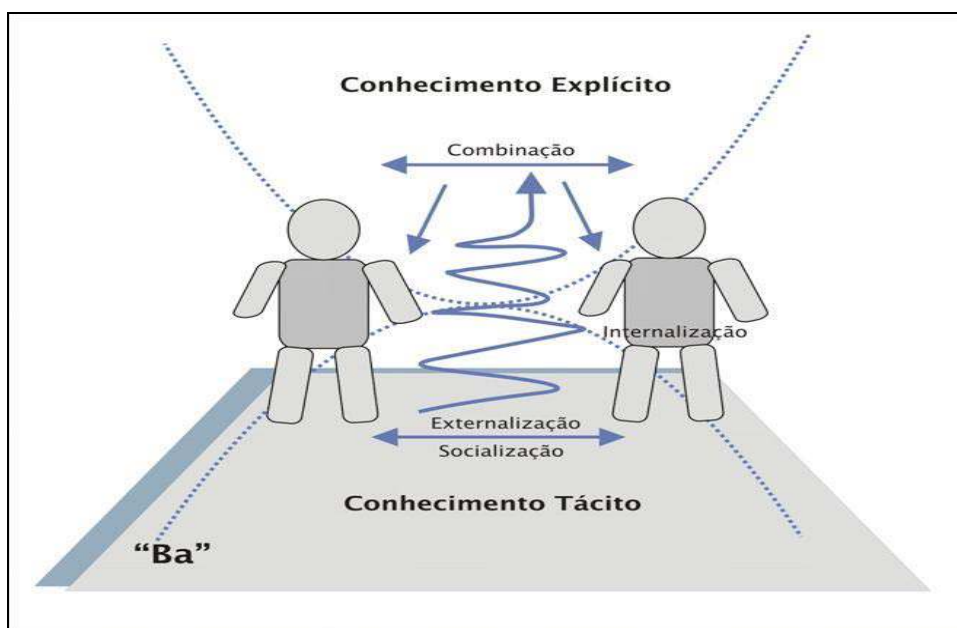 Conhecimento Explícito
Combinação
Internalização
Externalização
Socialização
Conhecimento Tácito
“Ba”